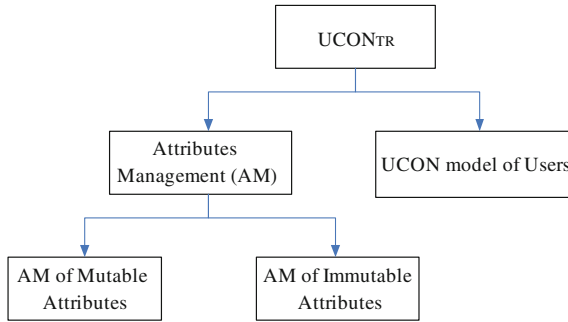 UCONTR
Attributes
Management (AM)
UCON model of Users
AM of Mutable
Attributes
AM of Immutable
Attributes